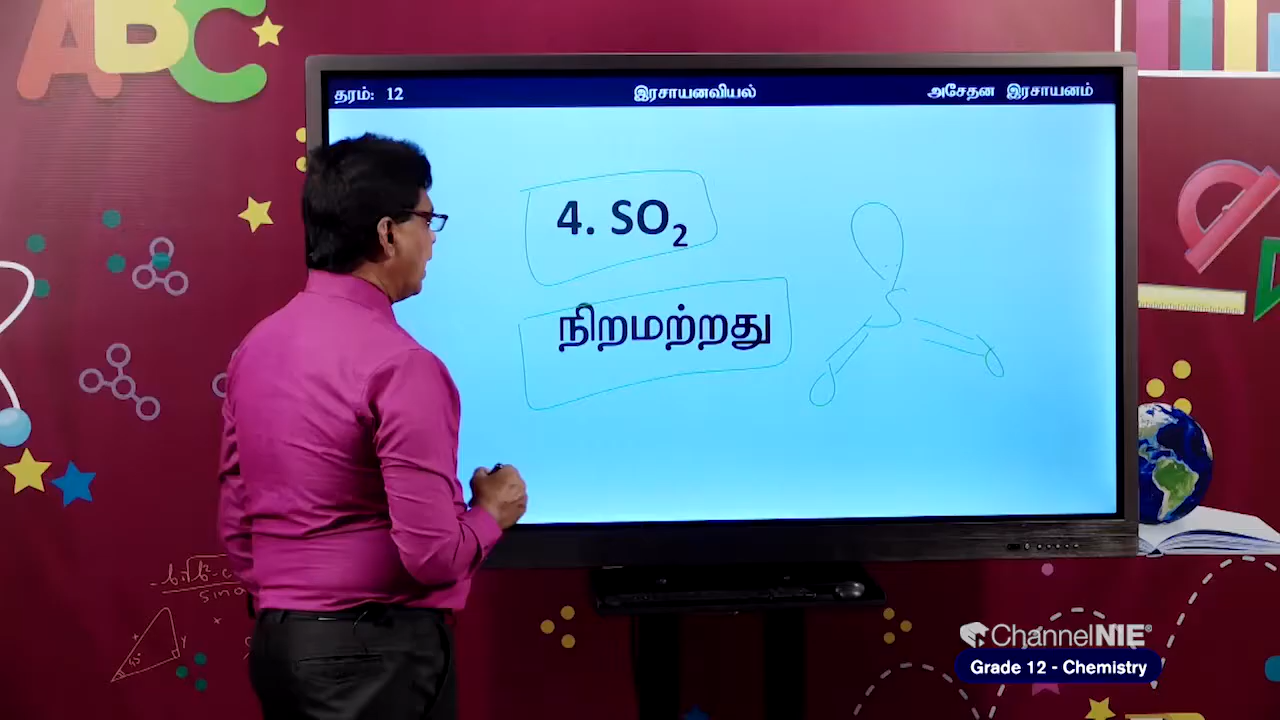 ABC
தரம்: 12 இரசாயனவியல் அசேதன இரசாயனம்
4. SO₂
நிறமற்றது
S
O O
ChannelNIE®
Grade 12 - Chemistry